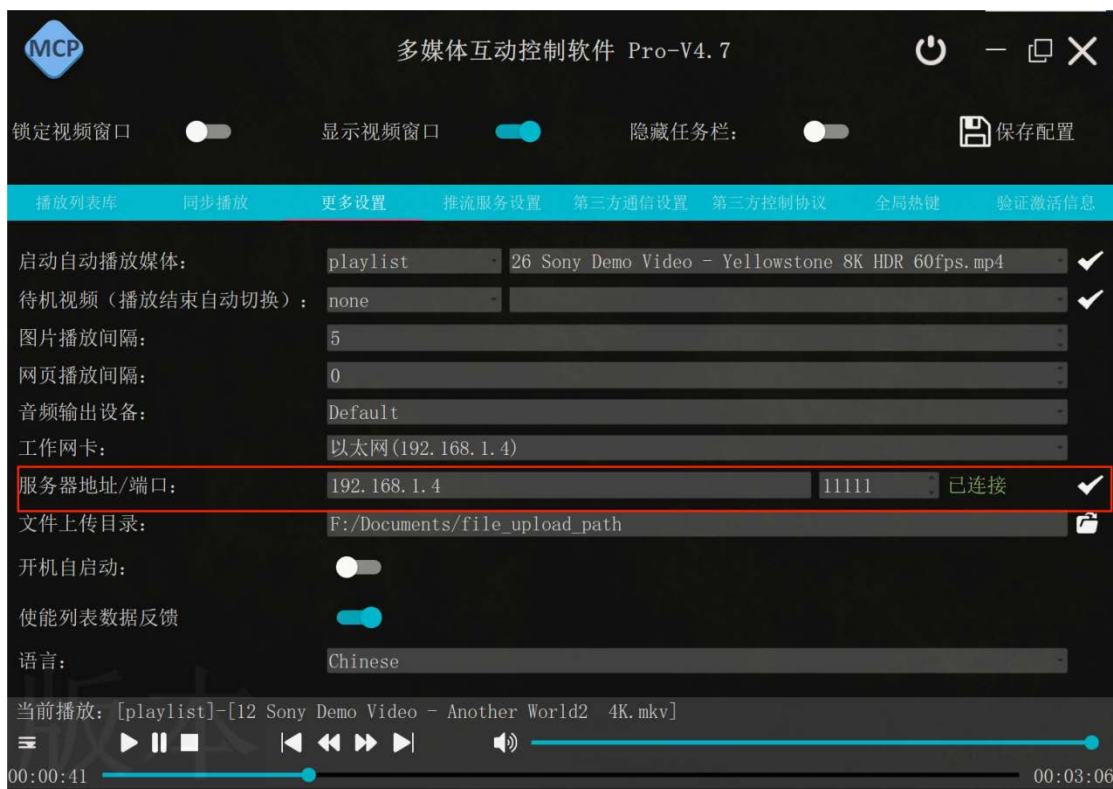 MCP
多媒体互动控制软件 Pro-V4.7
锁定视频窗口 显示视频窗口 隐藏任务栏： 保存配置
播放列表库 同步播放 更多设置 推流服务设置 第三方通信设置 第三方控制协议 全局热键 验证激活信息
启动自动播放媒体： playlist 26 Sony Demo Video - Yellowstone 8K HDR 60fps.mp4
待机视频（播放结束自动切换）： none
图片播放间隔： 5
网页播放间隔： 0
音频输出设备： Default
工作网卡： 以太网(192.168.1.4)
服务器地址/端口： 192.168.1.4 11111 已连接
文件上传目录： F:/Documents/file_upload_path
开机自启动：
使能列表数据反馈
语言： Chinese
版本
当前播放：[playlist]-[12 Sony Demo Video - Another World2  4K.mkv]
00:00:41 00:03:06